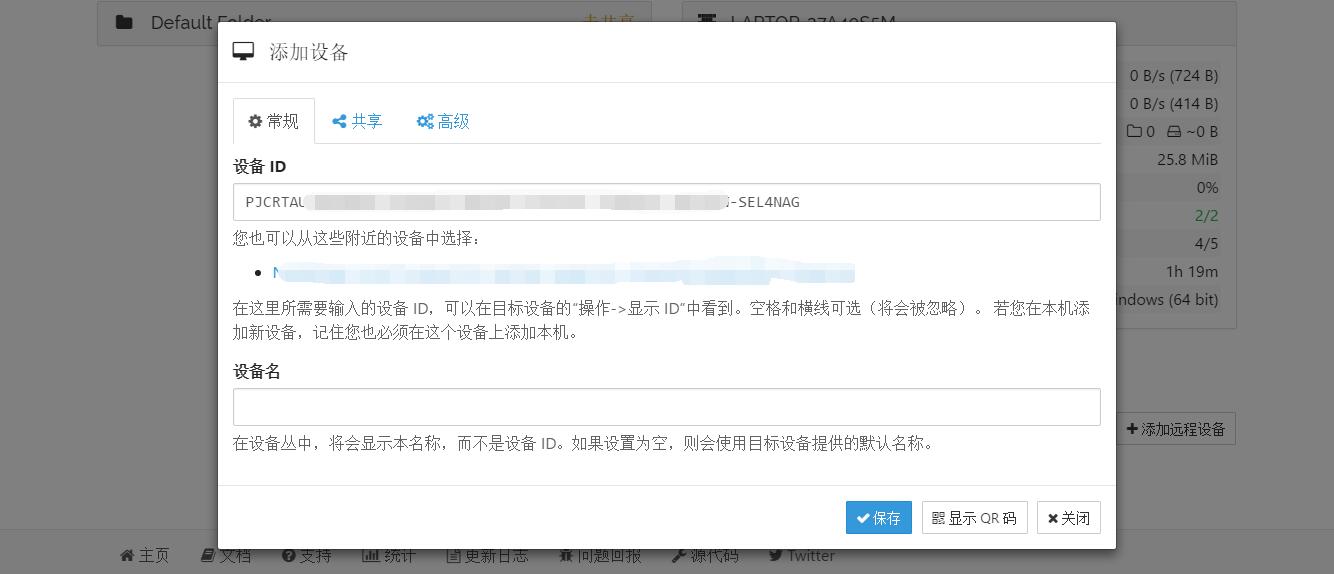 Default Folder
未共享
LAPTOP-27A49S5M
添加设备
常规 共享 高级
设备 ID
PJCRTAU -SEL4NAG
您也可以从这些附近的设备中选择：
N
在这里所需要输入的设备 ID，可以在目标设备的“操作->显示 ID”中看到。空格和横线可选（将会被忽略）。 若您在本机添
加新设备，记住您也必须在这个设备上添加本机。
设备名
在设备丛中，将会显示本名称，而不是设备 ID。如果设置为空，则会使用目标设备提供的默认名称。
保存 显示 QR 码 关闭
0 B/s (724 B)
0 B/s (414 B)
0 ~0 B
25.8 MiB
0%
2/2
4/5
1h 19m
indows (64 bit)
添加远程设备
主页 文档 支持 统计 更新日志 问题回报 源代码 Twitter